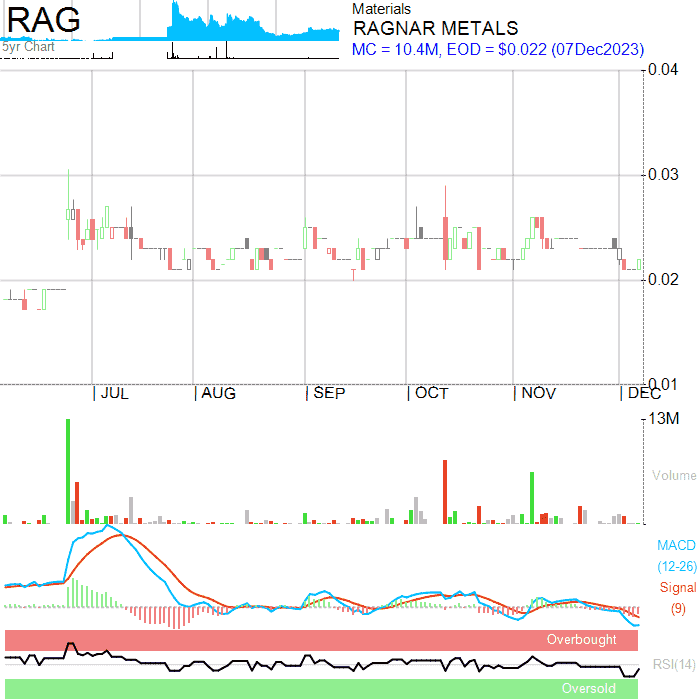 RAG
5yr Chart
Materials
RAGNAR METALS
MC = 10.4M, EOD = $0.022 (07Dec2023)
0.04
0.03
0.02
0.01
JUL
AUG
SEP
OCT
NOV
DEC
13M
Volume
MACD
(12-26)
Signal
(9)
Overbought
RSI(14)
Oversold